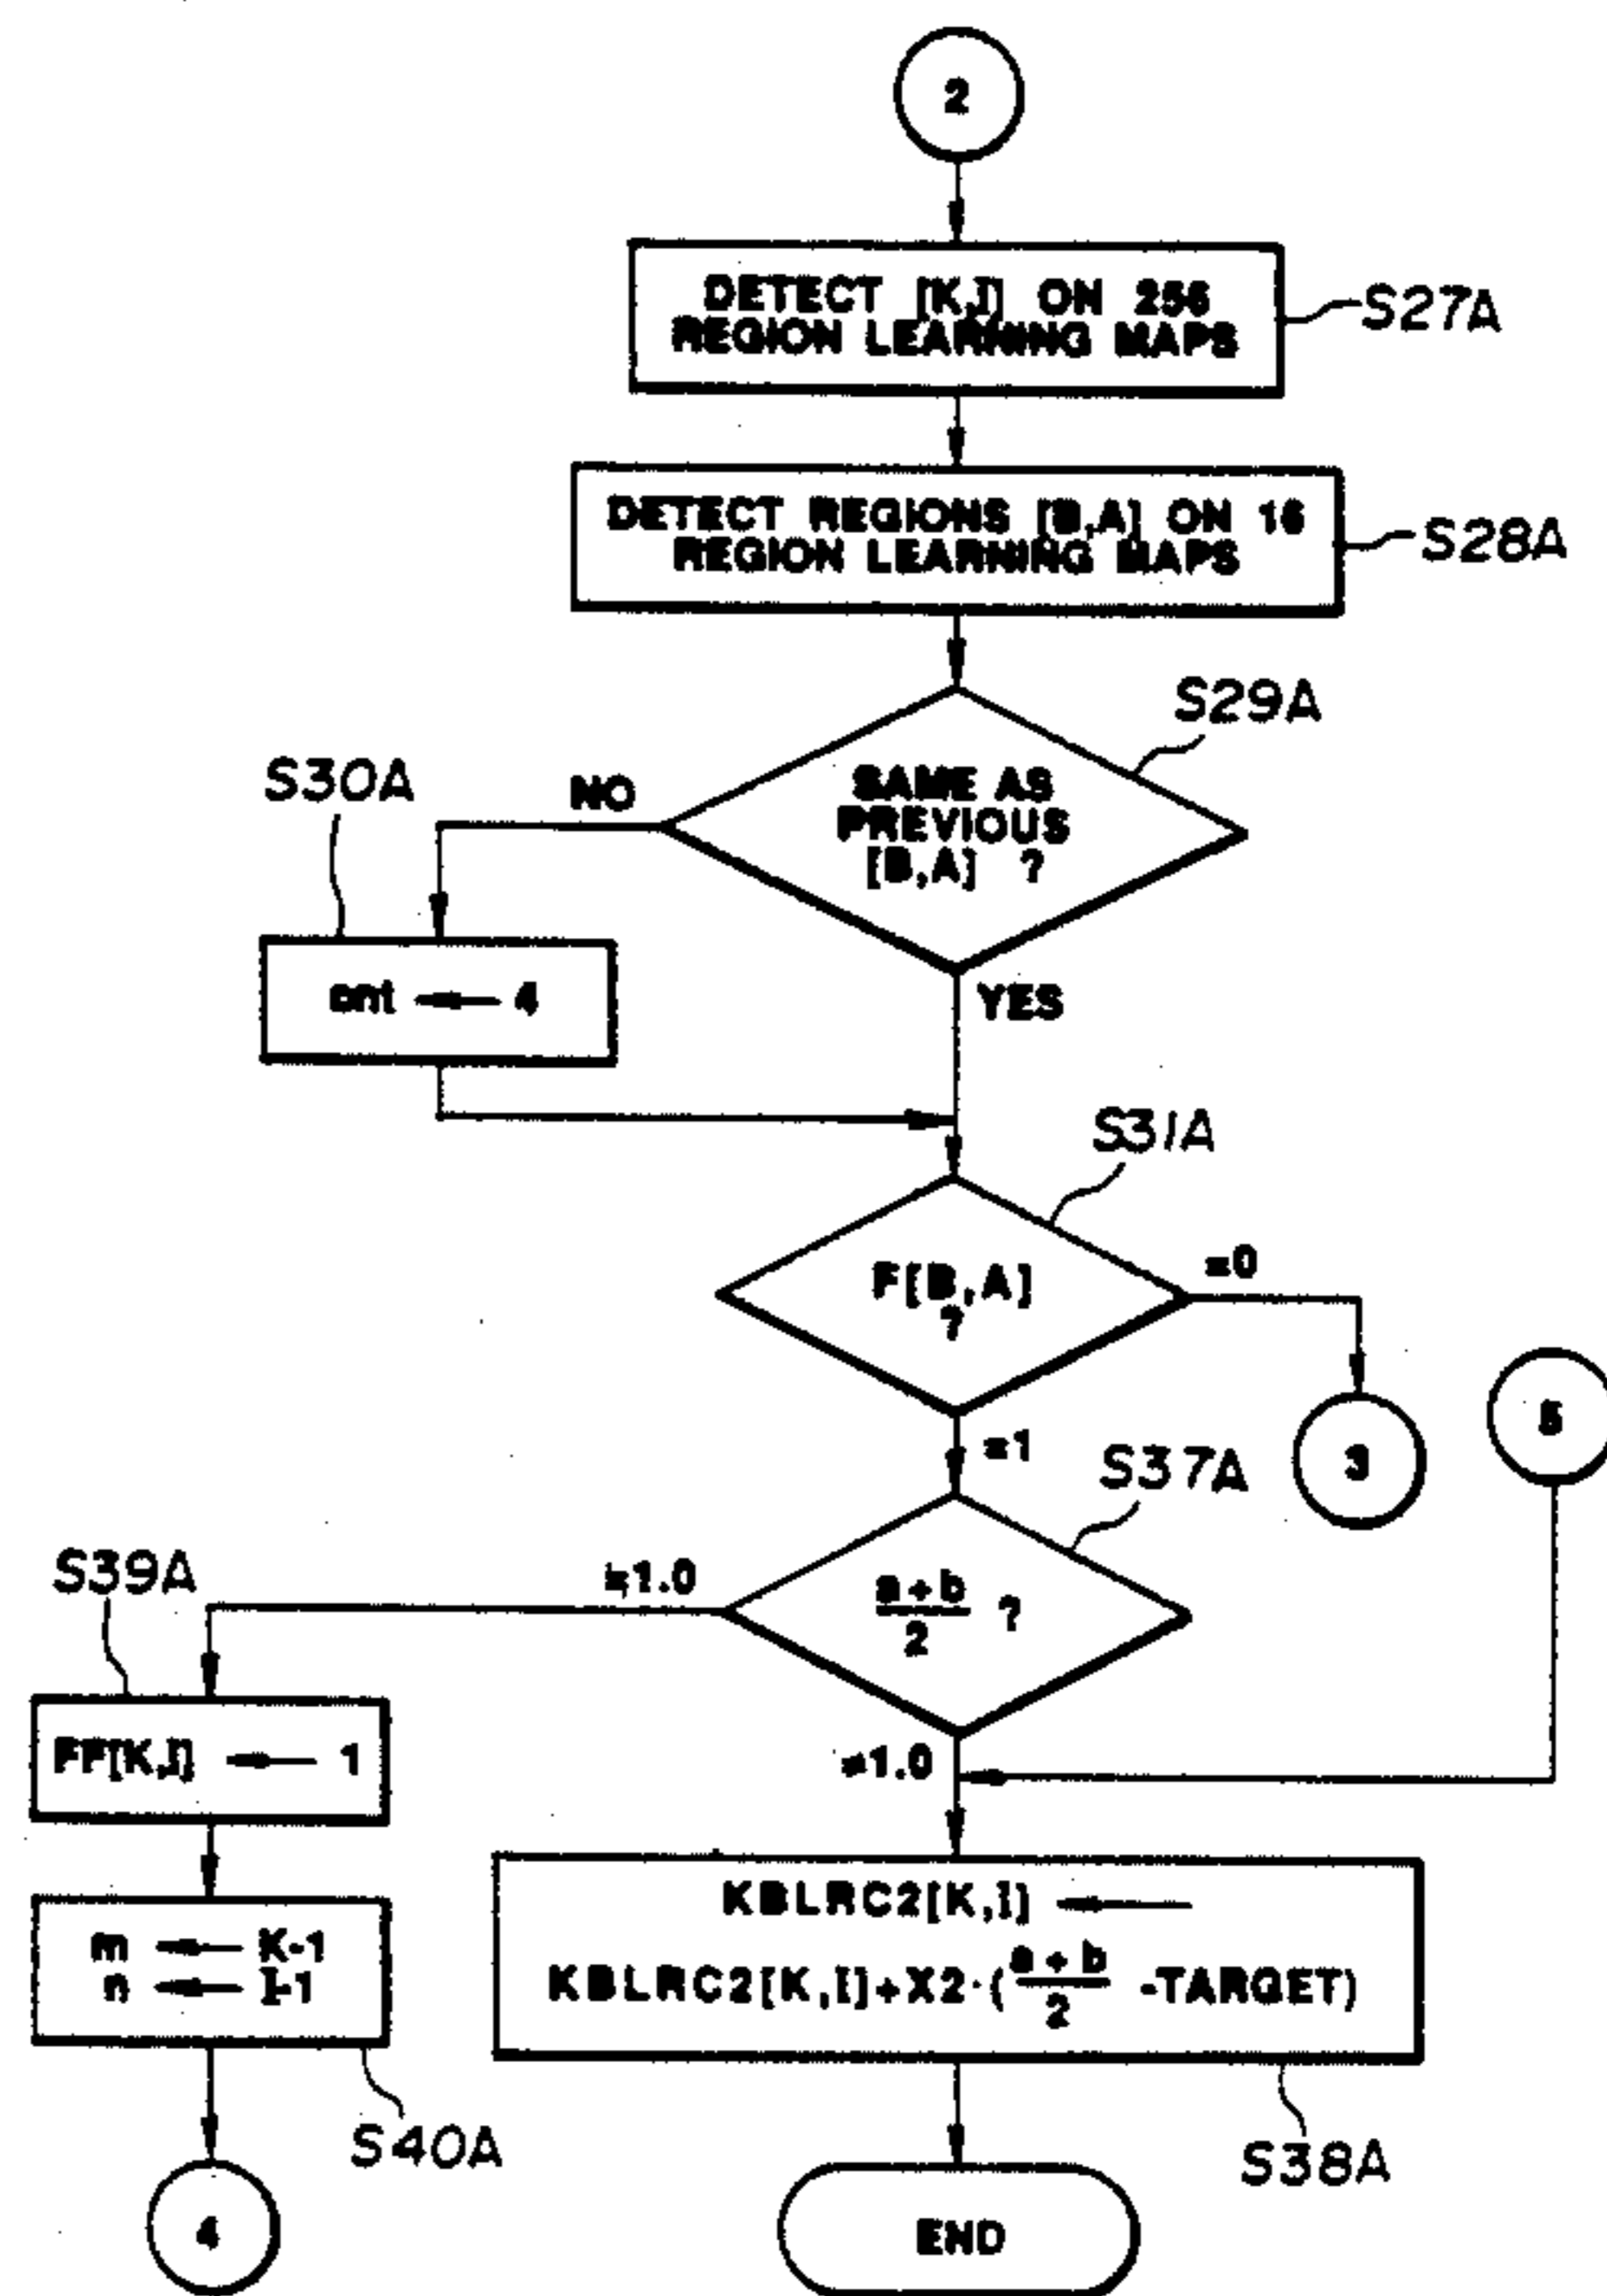 2
DETECT [K,I] ON 256
REGION LEARNING MAPS
S27A
DETECT REGIONS [B,A] ON 16
REGION LEARNING MAPS
S28A
S29A
SAME AS
PREVIOUS
[B,A] ?
NO
YES
S30A
cnt ← 4
S31A
F[B,A]
?
=0
=1
3
5
S37A
a + b
2
?
≒1.0
≠1.0
S39A
FF[K,I] ← 1
m ← K-1
n ← I-1
S40A
4
KBLRC2[K,I] ←
KBLRC2[K,I]+X2·(a + b / 2 -TARGET)
S38A
END